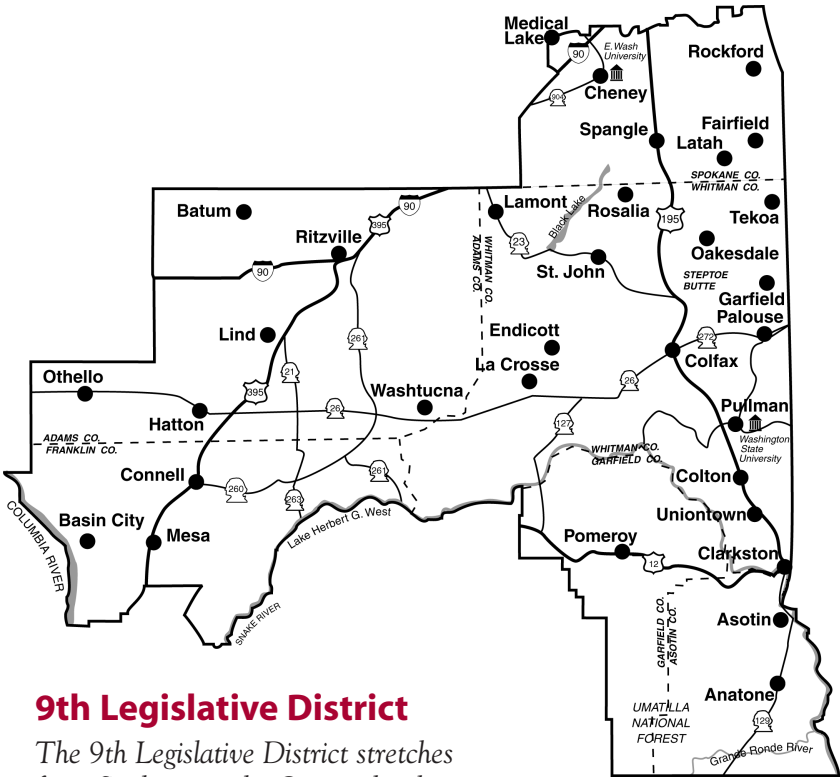 Medical
Lake
90
E. Wash
University
Rockford
904
Cheney
Spangle
Fairfield
Latah
SPOKANE CO.
WHITMAN CO.
Batum
90
395
Lamont
Black Lake
Rosalia
Tekoa
195
Ritzville
23
WHITMAN CO.
ADAMS CO.
Oakesdale
90
St. John
STEPTOE
BUTTE
Garfield
Palouse
Lind
261
Endicott
272
La Crosse
Colfax
21
Othello
395
Washtucna
26
26
Hatton
127
Pullman
ADAMS CO.
FRANKLIN CO.
Washington
State
University
WHITMAN CO.
GARFIELD CO.
Connell
260
261
Colton
263
COLUMBIA RIVER
Basin City
Mesa
Lake Herbert G. West
Uniontown
Pomeroy
12
Clarkston
SNAKE RIVER
GARFIELD CO.
ASOTIN CO.
Asotin
Anatone
UMATILLA
NATIONAL
FOREST
129
Grande Ronde River
9th Legislative District
The 9th Legislative District stretches